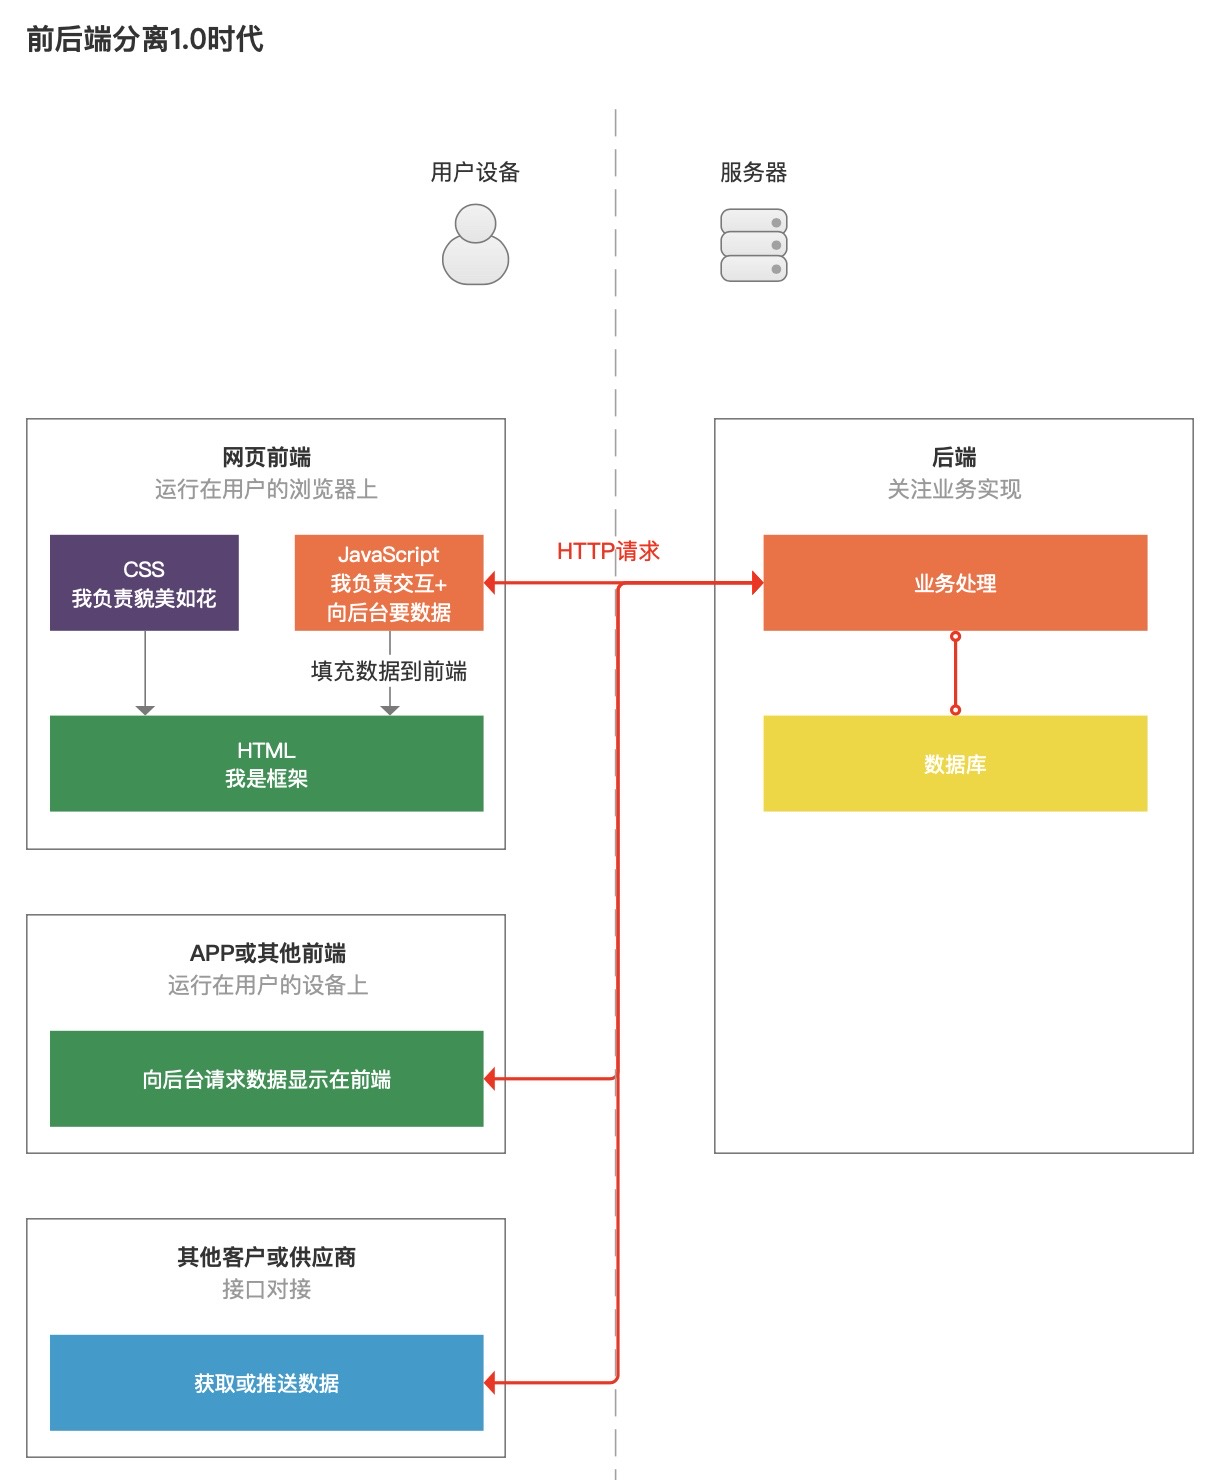 前后端分离1.0时代
用户设备
服务器
网页前端
运行在用户的浏览器上
CSS
我负责貌美如花
JavaScript
我负责交互+
向后台要数据
填充数据到前端
HTML
我是框架
HTTP请求
后端
关注业务实现
业务处理
数据库
APP或其他前端
运行在用户的设备上
向后台请求数据显示在前端
其他客户或供应商
接口对接
获取或推送数据